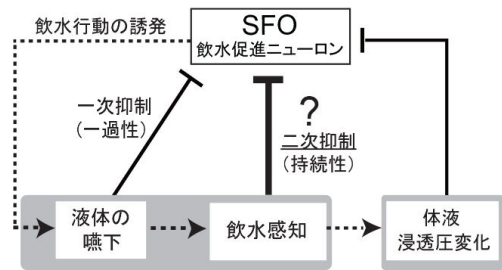 飲水行動の誘発
SFO
飲水促進ニューロン
一次抑制
(一過性)
?
二次抑制
(持続性)
液体の
嚥下
飲水感知
体液
浸透圧変化